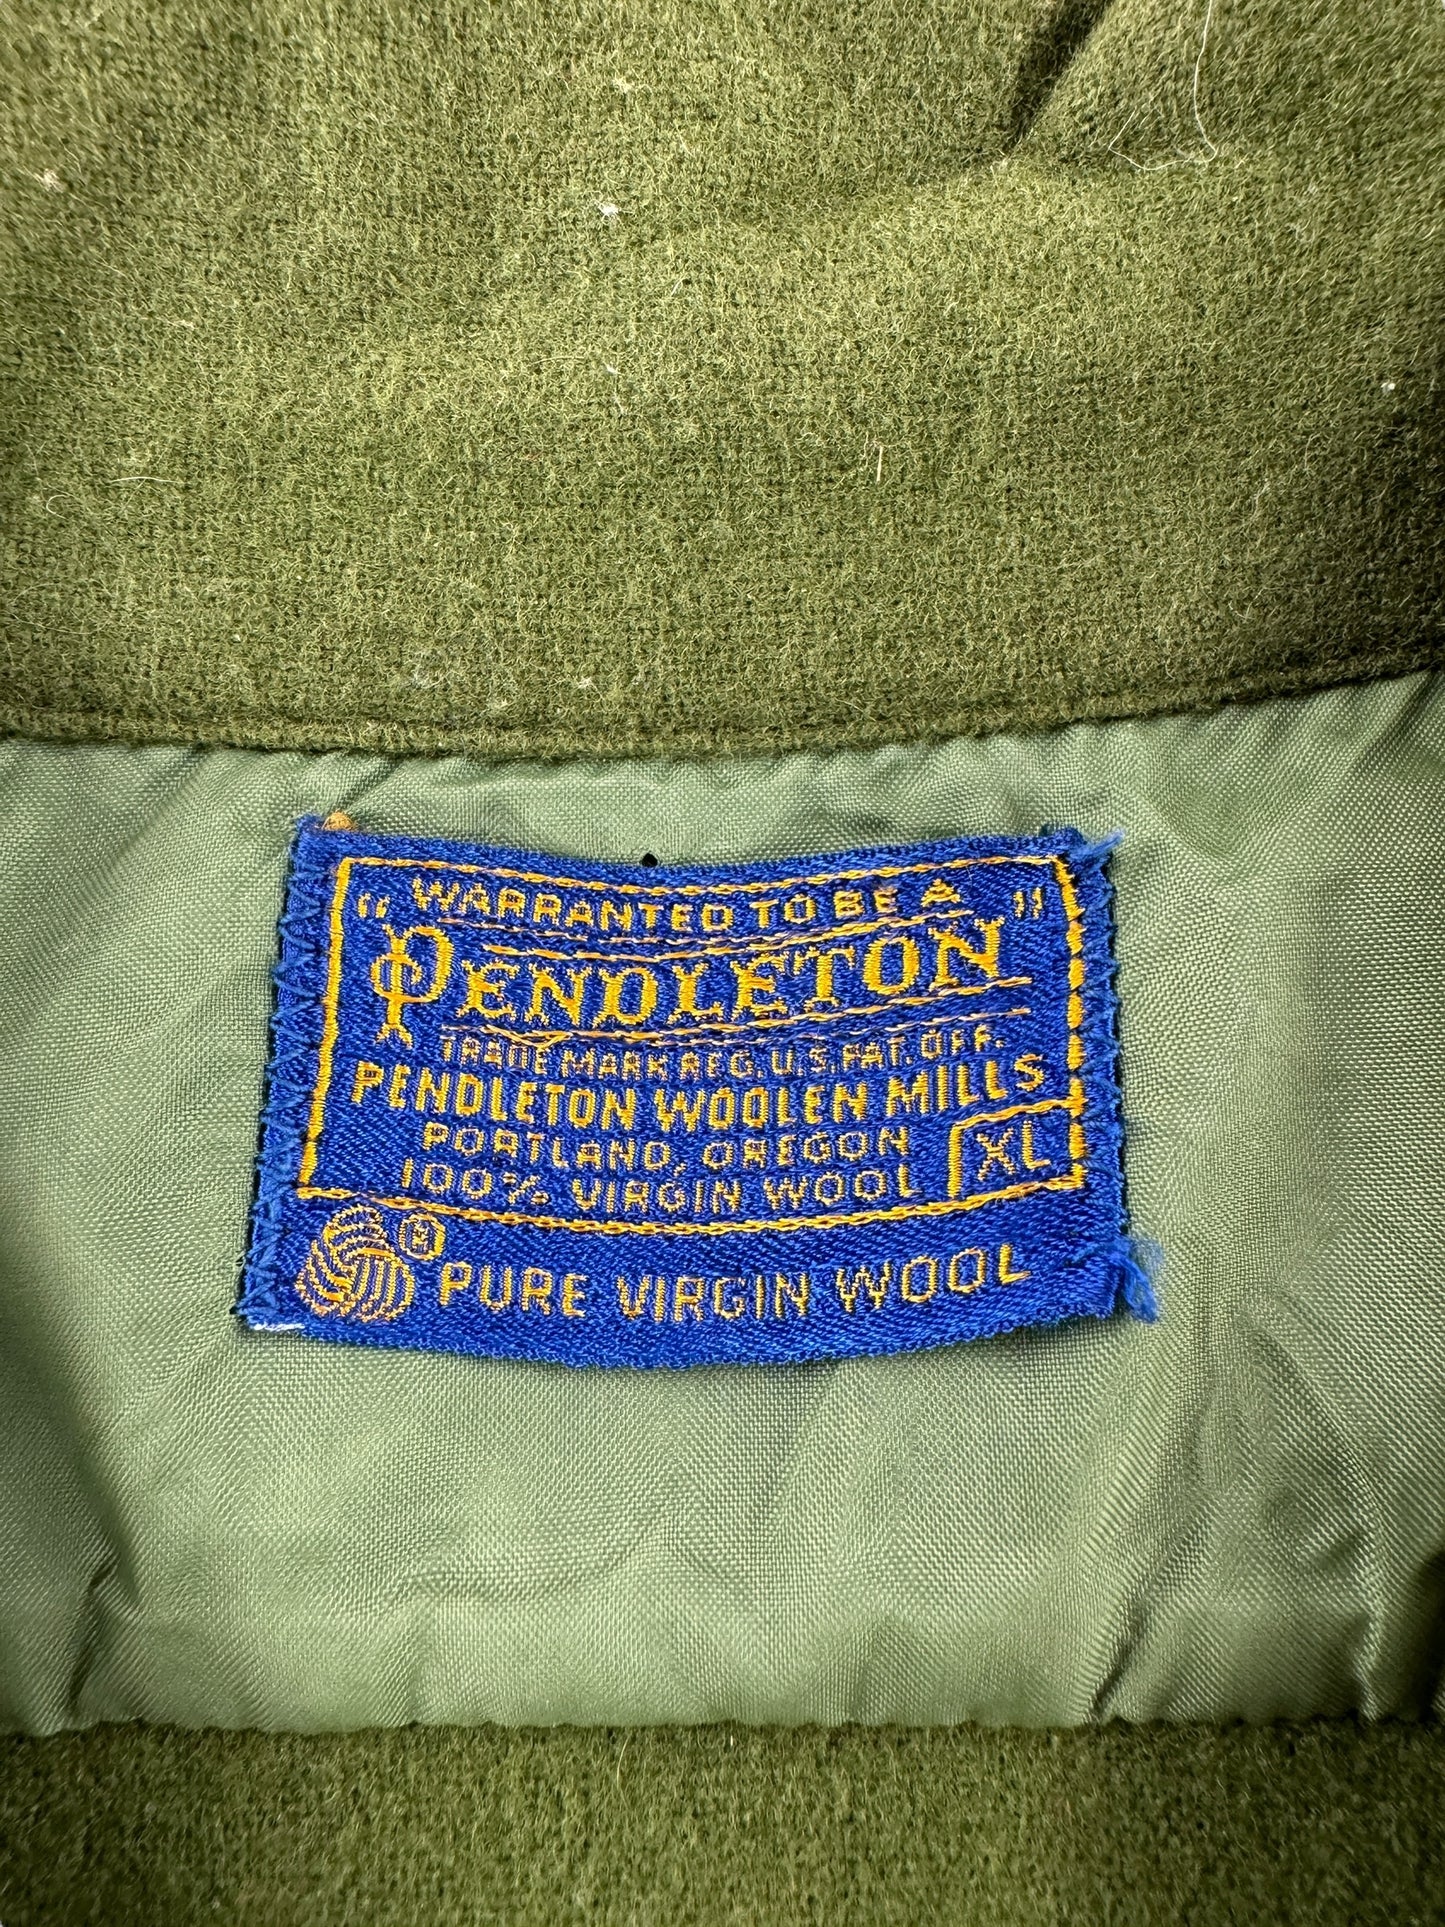 "WARRANTED TO BE A"
PENDLETON
TRADE MARK REG. U.S. PAT. OFF.
PENDLETON WOOLEN MILLS
PORTLAND, OREGON
100% VIRGIN WOOL XL
® PURE VIRGIN WOOL